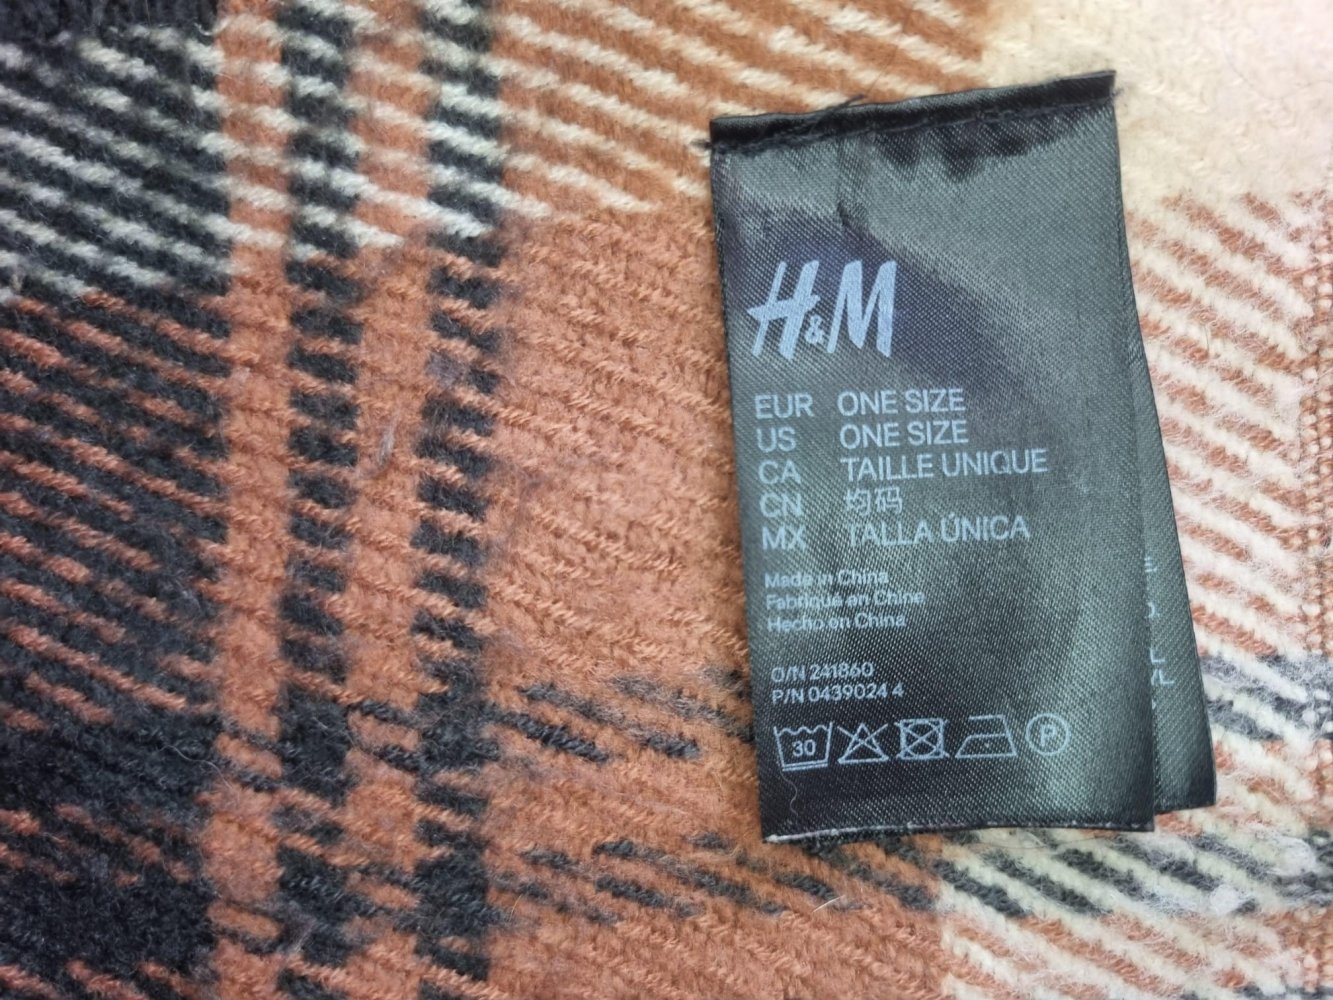 H&M
EUR ONE SIZE
US ONE SIZE
CA TAILLE UNIQUE
CN 均码
MX TALLA ÚNICA
Made in China
Fabriqué en Chine
Hecho en China
O/N 241860
P/N 0439024 4
30 P